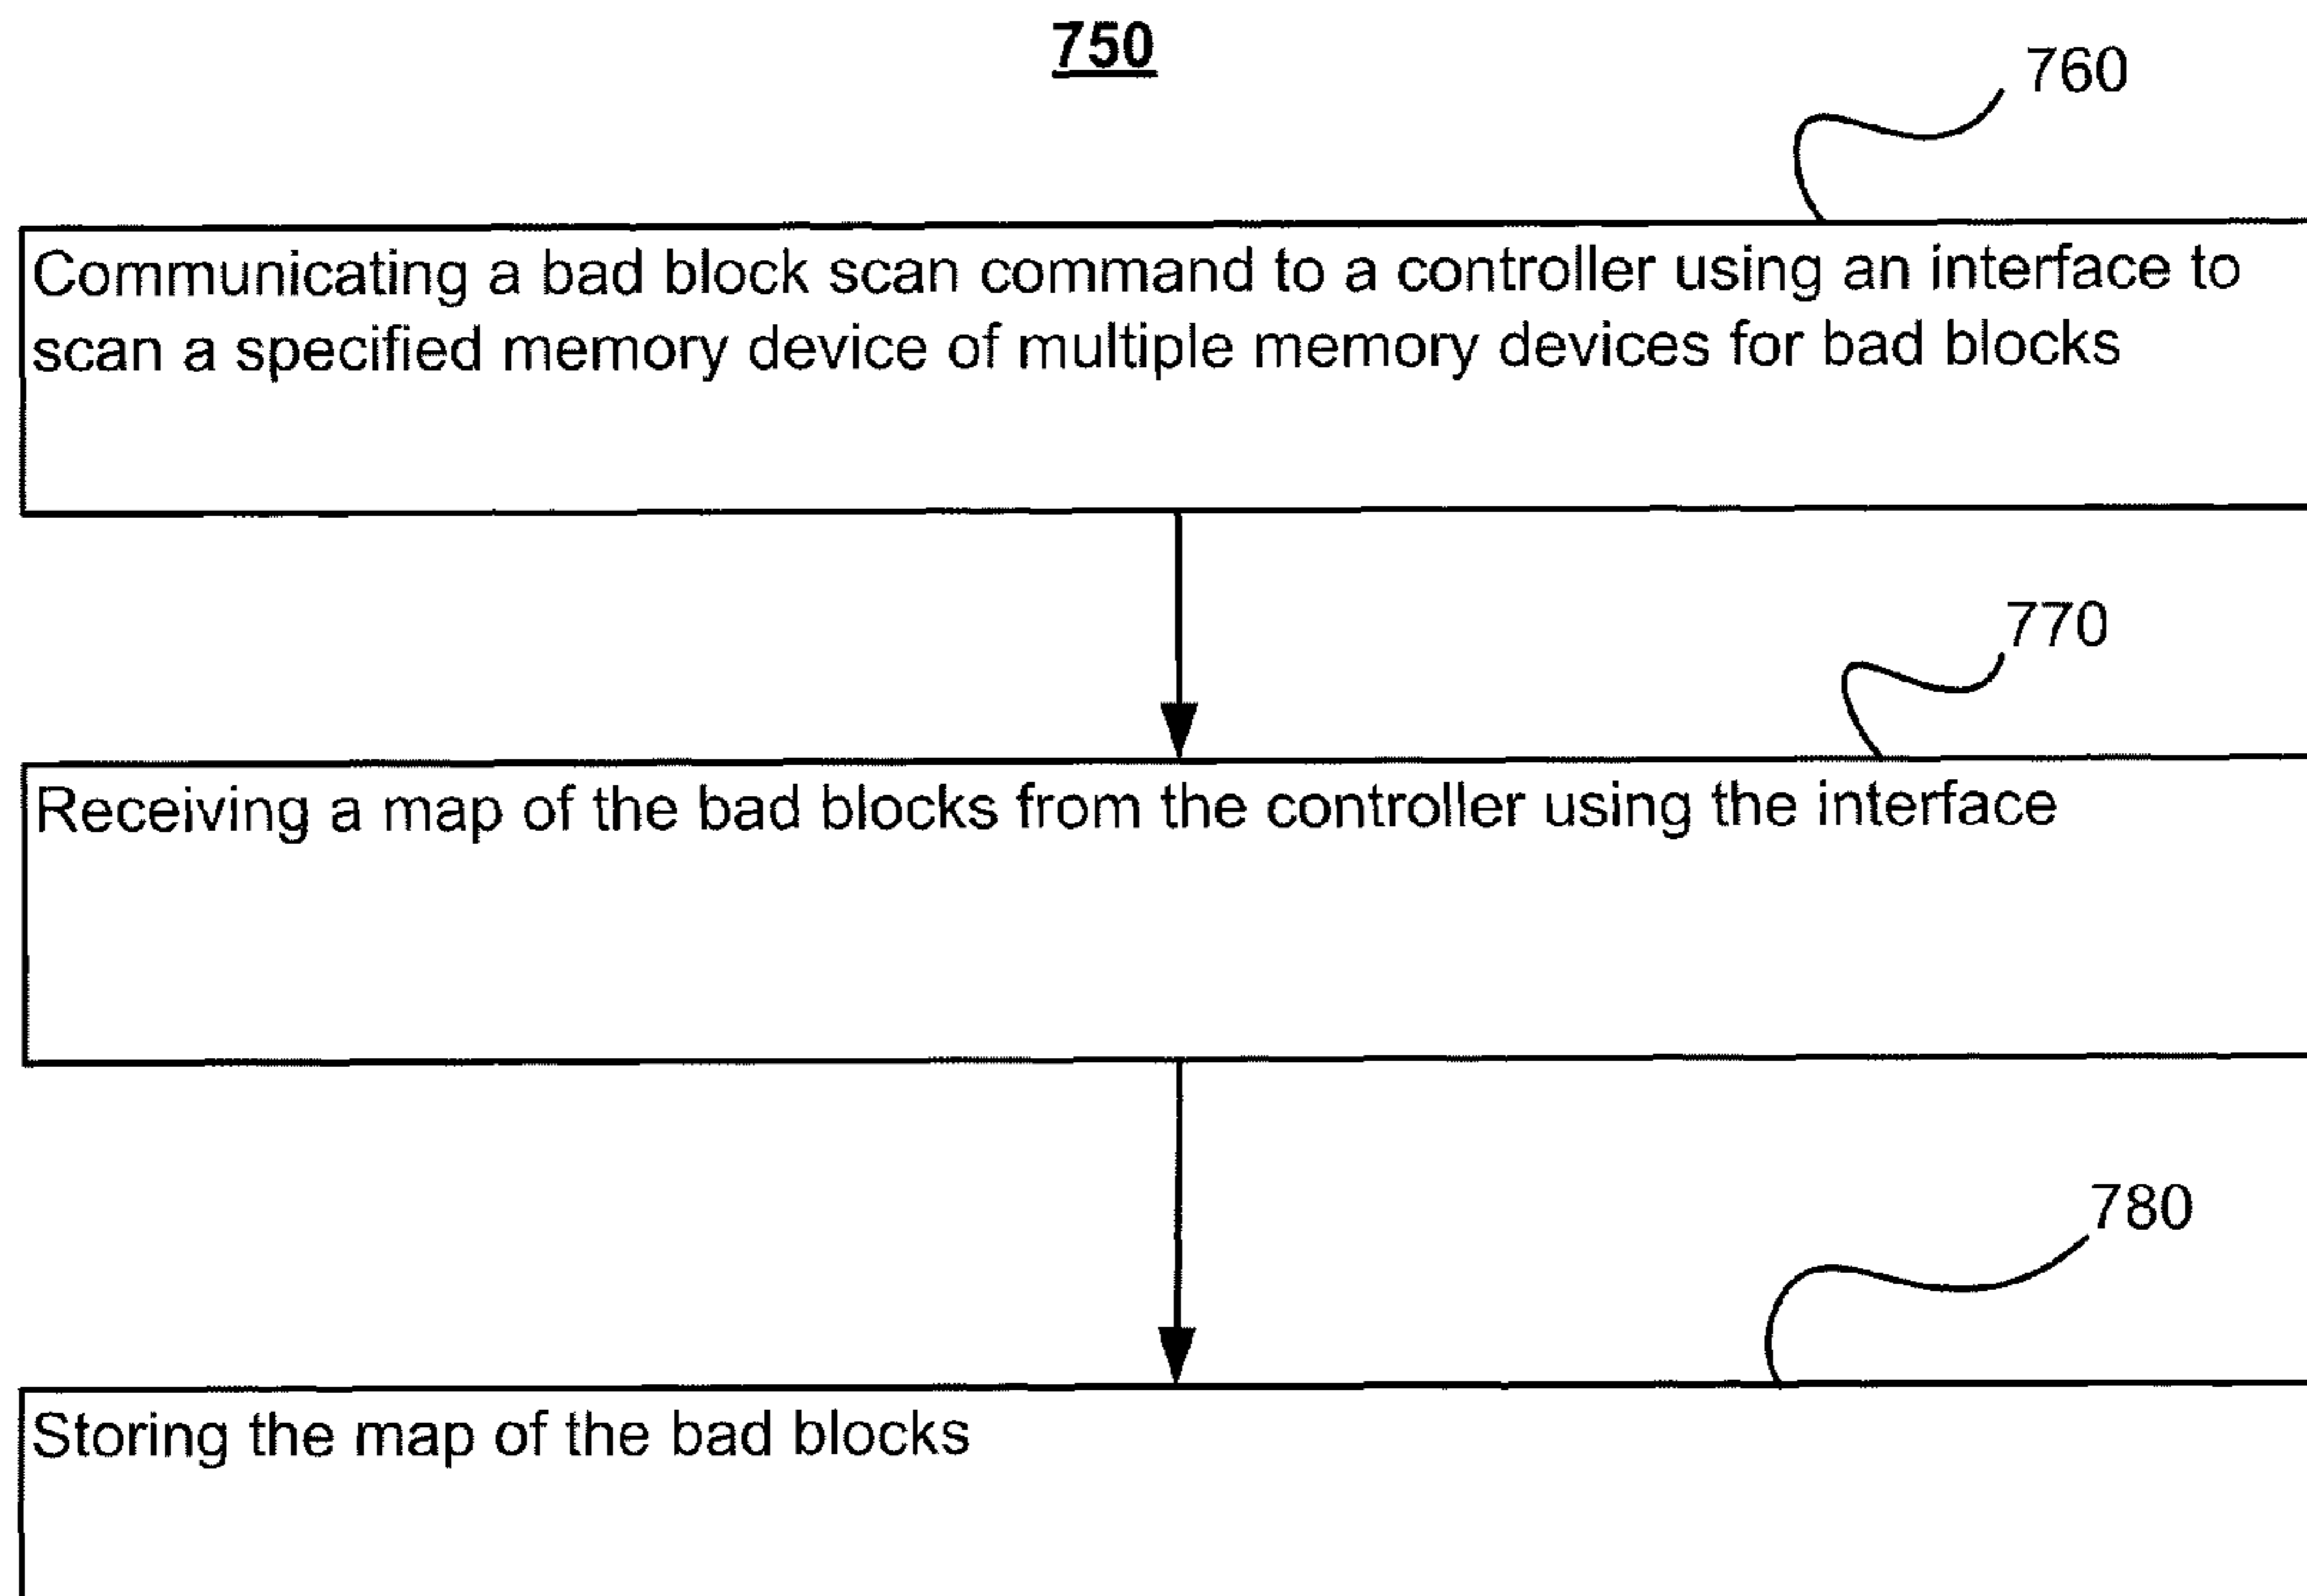 750
760
Communicating a bad block scan command to a controller using an interface to
scan a specified memory device of multiple memory devices for bad blocks
770
Receiving a map of the bad blocks from the controller using the interface
780
Storing the map of the bad blocks